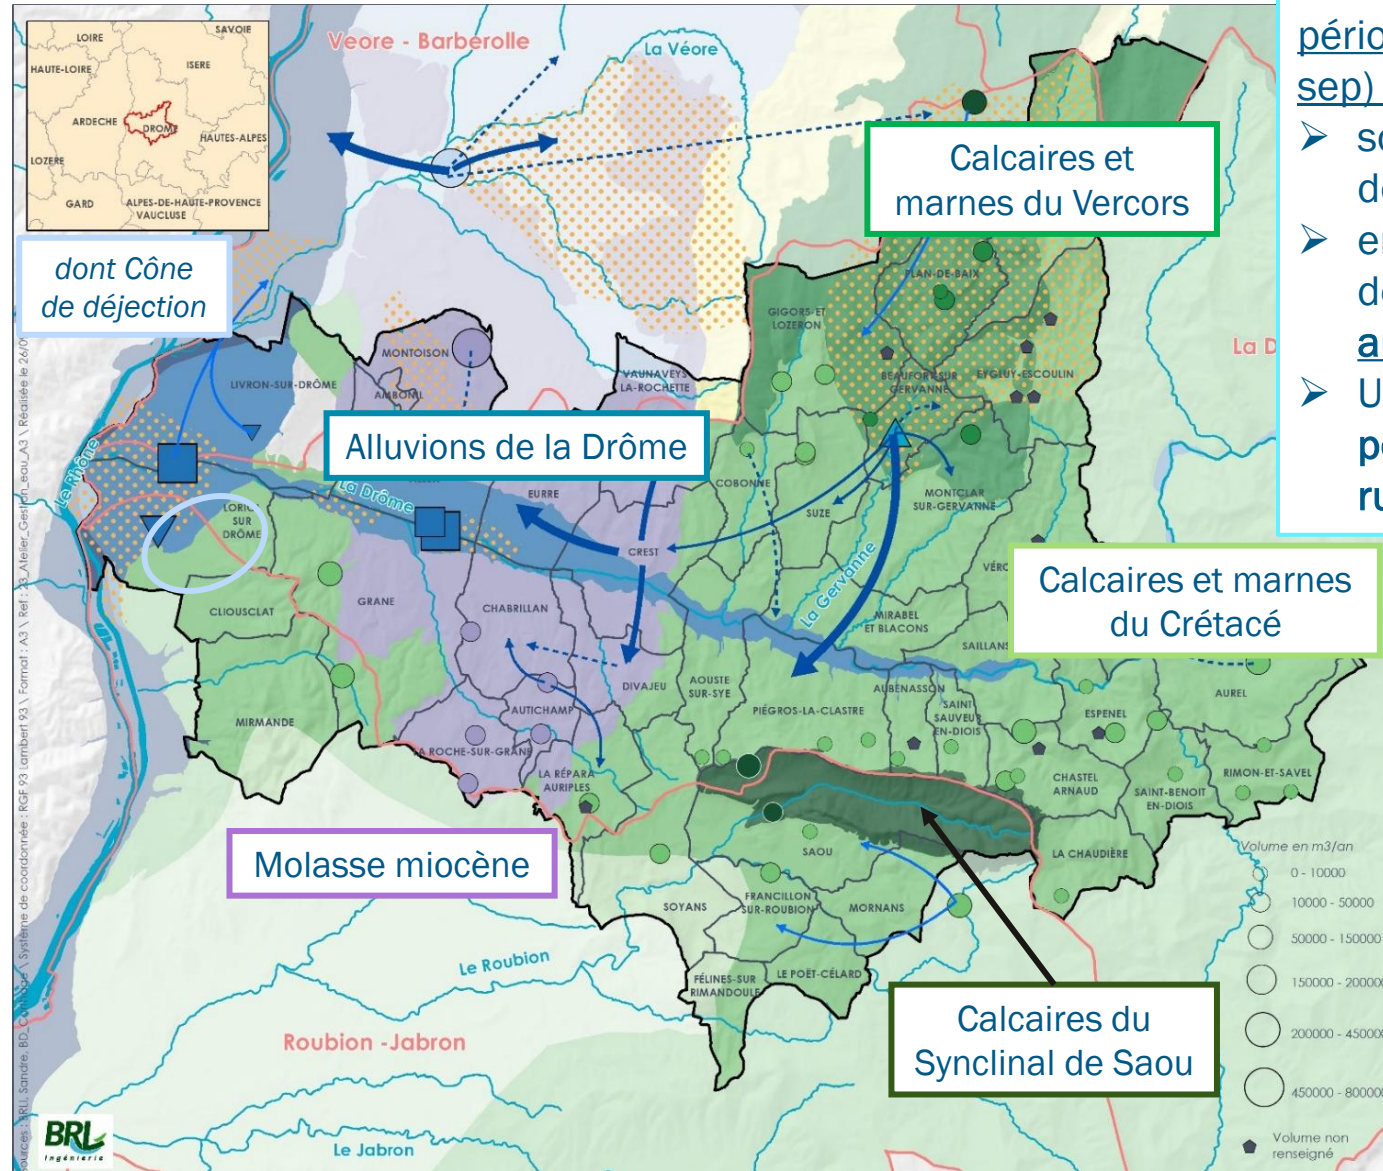 LOIRE
SAVOIE
HAUTE-LOIRE
ISERE
ARDECHE
DROME
HAUTES-ALPES
LOZERE
GARD
ALPES-DE-HAUTE-PROVENCE
VAUCLUSE
Veore - Barberolle
La Véore
dont Cône
de déjection
Calcaires et
marnes du Vercors
PLAN-DE-BAIX
GIGORS-ET
LOZERON
La D
MONTOISON
AMBONIL
VAUNAVEYS
LA-ROCHETTE
BEAUFORT-SUR
GERVANNE
EYGLUY-ESCOULIN
LIVRON-SUR-DRÔME
Alluvions de la Drôme
Le Rhône
La Drôme
EURRE
COBONNE
SUZE
MONTCLAR
SUR-GERVANNE
LORIOL
SUR
DRÔME
CREST
La Gervanne
Calcaires et marnes
du Crétacé
CLIOUSCLAT
GRANE
CHABRILLAN
MIRABEL
ET BLACONS
SAILLANS
DIVAJEU
AOUSTE
SUR-SYE
AUBENASSON
AUREL
MIRMANDE
AUTICHAMP
PIÉGROS-LA-CLASTRE
SAINT
SAUVEUR
EN-DIOIS
ESPENEL
LA ROCHE-SUR-GRANE
LA RÉPARA
AURIPLES
CHASTEL
ARNAUD
SAINT-BENOIT
EN-DIOIS
RIMON-ET-SAVEL
Molasse miocène
SAOU
LA CHAUDIÈRE
SOYANS
FRANCILLON
SUR-ROUBION
MORNANS
Le Roubion
FÉLINES-SUR
RIMANDOULE
LE POËT-CÉLARD
Roubion -Jabron
Calcaires du
Synclinal de Saou
Le Jabron
BRL
Ingénierie
Volume en m3/an
0 - 10000
10000 - 50000
50000 - 150000
150000 - 200000
200000 - 450000
450000 - 800000
Volume non
renseigné